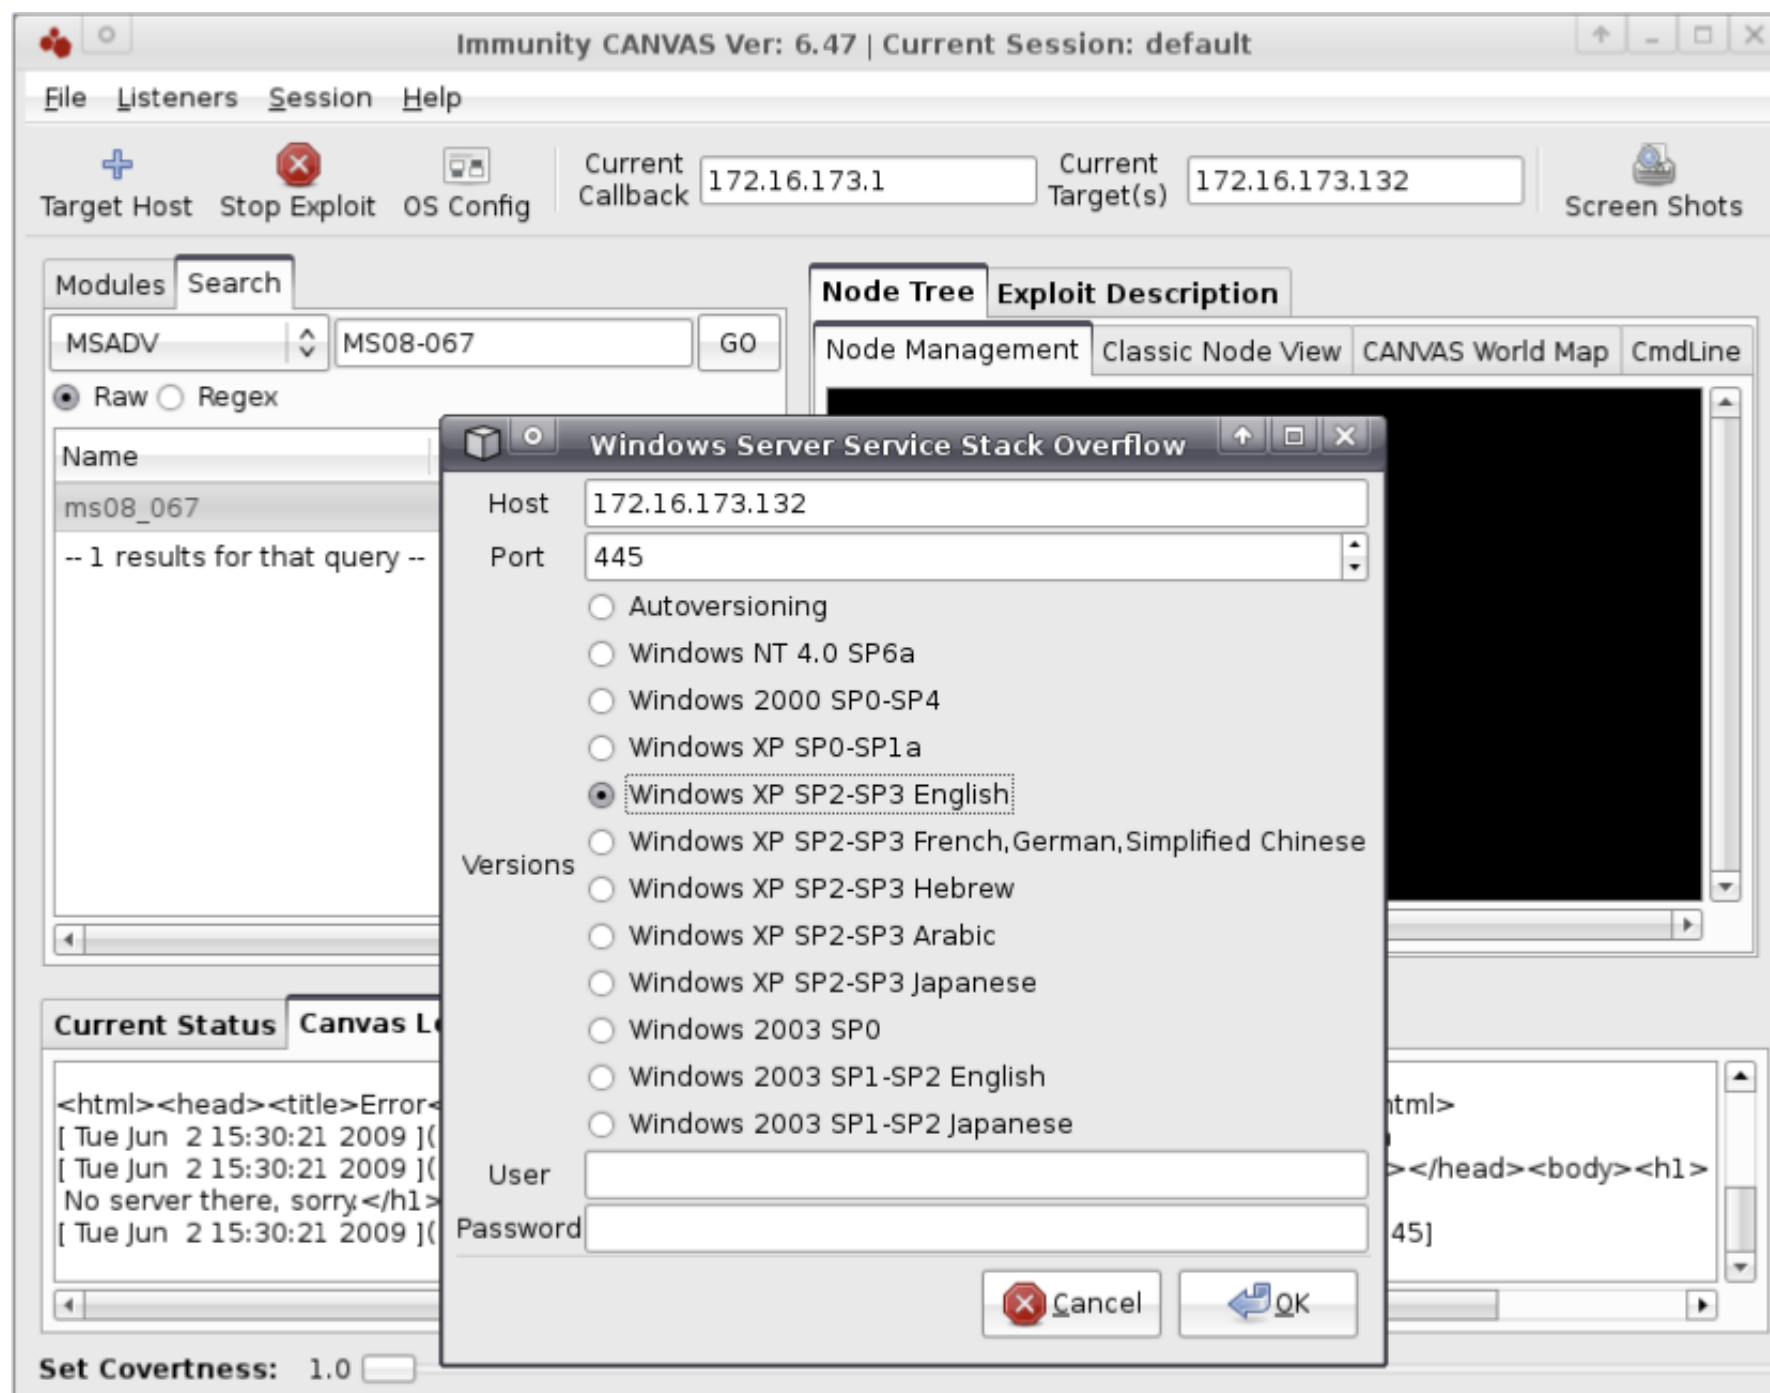 Immunity CANVAS Ver: 6.47 | Current Session: default
File Listeners Session Help
Target Host Stop Exploit OS Config Current Callback 172.16.173.1 Current Target(s) 172.16.173.132 Screen Shots
Modules Search
MSADV MS08-067 GO
Raw Regex
Name
ms08_067
-- 1 results for that query --
Node Tree Exploit Description
Node Management Classic Node View CANVAS World Map CmdLine
Windows Server Service Stack Overflow
Host 172.16.173.132
Port 445
Versions
Autoversioning
Windows NT 4.0 SP6a
Windows 2000 SP0-SP4
Windows XP SP0-SP1a
Windows XP SP2-SP3 English
Windows XP SP2-SP3 French,German,Simplified Chinese
Windows XP SP2-SP3 Hebrew
Windows XP SP2-SP3 Arabic
Windows XP SP2-SP3 Japanese
Windows 2003 SP0
Windows 2003 SP1-SP2 English
Windows 2003 SP1-SP2 Japanese
User
Password
Cancel OK
Current Status Canvas L
<html><head><title>Error< html>
[ Tue Jun 2 15:30:21 2009 ](
[ Tue Jun 2 15:30:21 2009 ]( ></head><body><h1>
No server there, sorry.</h1>
[ Tue Jun 2 15:30:21 2009 ]( 45]
Set Covertness: 1.0